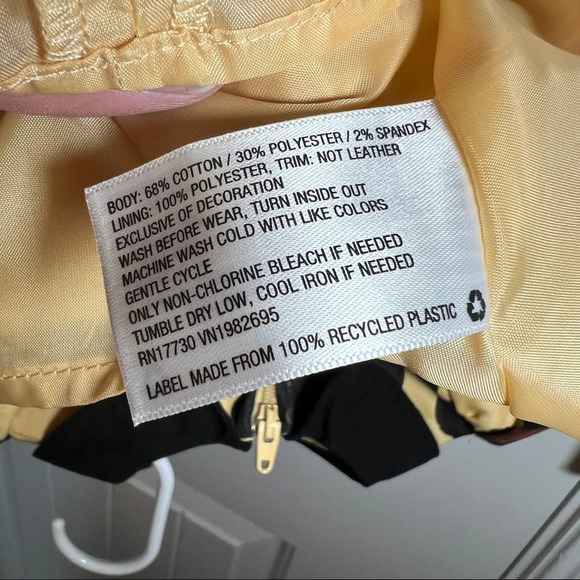 BODY: 68% COTTON / 30% POLYESTER / 2% SPANDEX
LINING: 100% POLYESTER, TRIM: NOT LEATHER
EXCLUSIVE OF DECORATION
WASH BEFORE WEAR, TURN INSIDE OUT
MACHINE WASH COLD WITH LIKE COLORS
GENTLE CYCLE
ONLY NON-CHLORINE BLEACH IF NEEDED
TUMBLE DRY LOW, COOL IRON IF NEEDED
RN17730 VN1982695
LABEL MADE FROM 100% RECYCLED PLASTIC